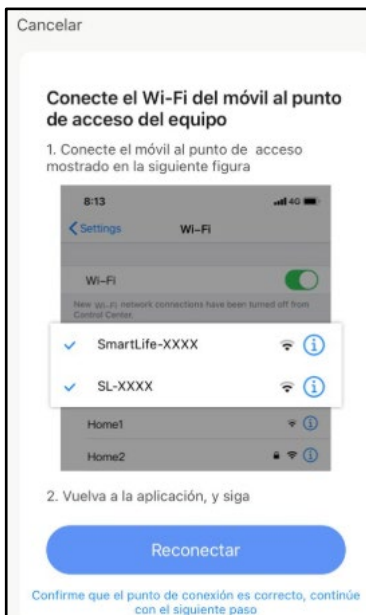 Cancelar
Conecte el Wi-Fi del móvil al punto
de acceso del equipo
1. Conecte el móvil al punto de acceso
mostrado en la siguiente figura
8:13 4G
Settings Wi-Fi
Wi-Fi
New Wi-Fi network connections have been turned off from
Control Center.
SmartLife-XXXX
SL-XXXX
Home1
Home2
2. Vuelva a la aplicación, y siga
Reconectar
Confirme que el punto de conexión es correcto, continúe
con el siguiente paso